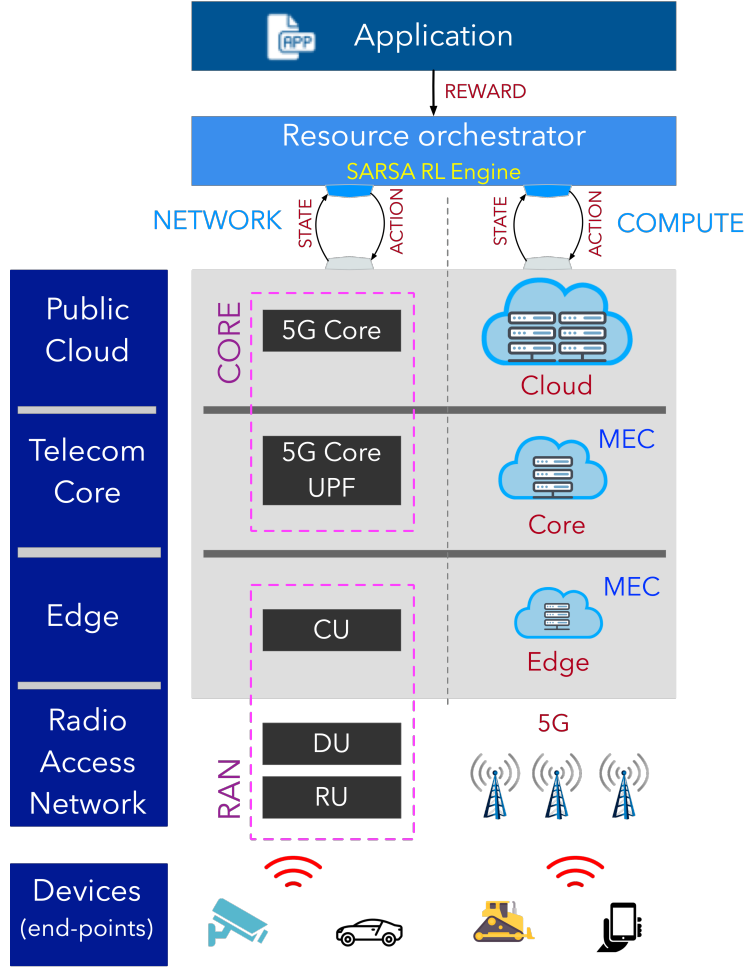 APP
Application
REWARD
Resource orchestrator
SARSA RL Engine
NETWORK
STATE
ACTION
STATE
ACTION
COMPUTE
Public
Cloud
CORE
5G Core
Cloud
Telecom
Core
5G Core
UPF
MEC
Core
Edge
CU
MEC
Edge
Radio
Access
Network
RAN
DU
RU
5G
Devices
(end-points)